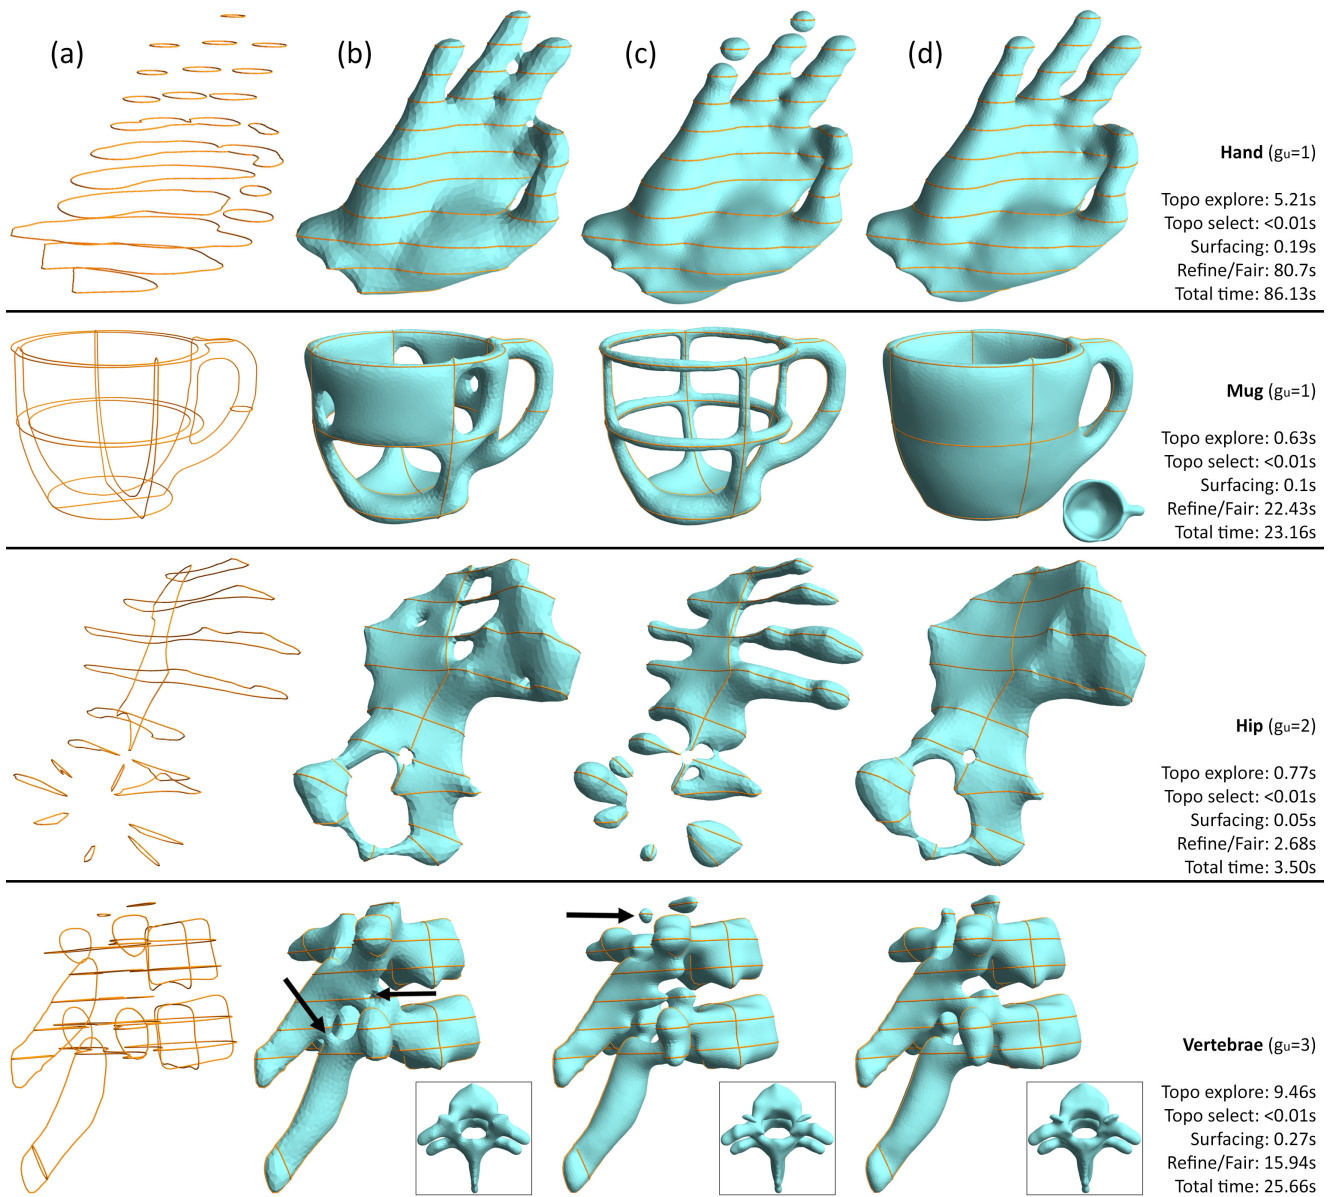 (a)
(b)
(c)
(d)
Hand (gu=1)
Topo explore: 5.21s
Topo select: <0.01s
Surfacing: 0.19s
Refine/Fair: 80.7s
Total time: 86.13s
Mug (gu=1)
Topo explore: 0.63s
Topo select: <0.01s
Surfacing: 0.1s
Refine/Fair: 22.43s
Total time: 23.16s
Hip (gu=2)
Topo explore: 0.77s
Topo select: <0.01s
Surfacing: 0.05s
Refine/Fair: 2.68s
Total time: 3.50s
Vertebrae (gu=3)
Topo explore: 9.46s
Topo select: <0.01s
Surfacing: 0.27s
Refine/Fair: 15.94s
Total time: 25.66s